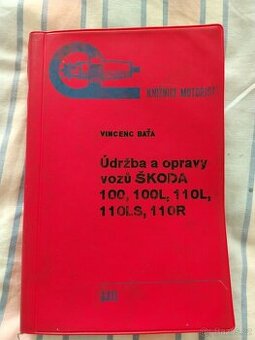 KNIŽNICE MOTORISTY
VINCENC BAŤA
Údržba a opravy
vozů ŠKODA
100, 100L, 110L,
110LS, 110R